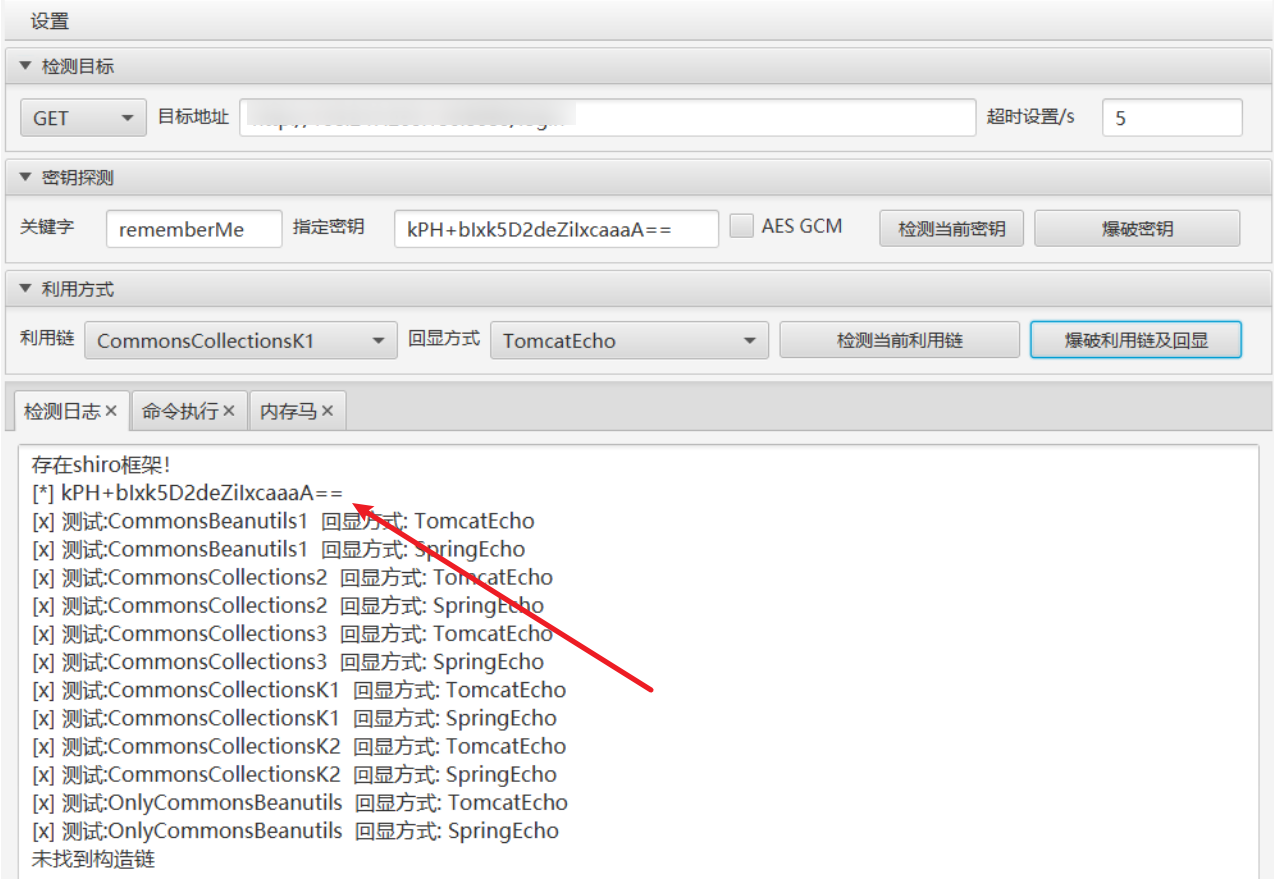 设置
检测目标
GET 目标地址 超时设置/s 5
密钥探测
关键字 rememberMe 指定密钥 kPH+bIxk5D2deZiIxcaaaA== AES GCM 检测当前密钥 爆破密钥
利用方式
利用链 CommonsCollectionsK1 回显方式 TomcatEcho 检测当前利用链 爆破利用链及回显
检测日志× 命令执行× 内存马×
存在shiro框架!
[*] kPH+bIxk5D2deZiIxcaaaA==
[x] 测试:CommonsBeanutils1 回显方式: TomcatEcho
[x] 测试:CommonsBeanutils1 回显方式: SpringEcho
[x] 测试:CommonsCollections2 回显方式: TomcatEcho
[x] 测试:CommonsCollections2 回显方式: SpringEcho
[x] 测试:CommonsCollections3 回显方式: TomcatEcho
[x] 测试:CommonsCollections3 回显方式: SpringEcho
[x] 测试:CommonsCollectionsK1 回显方式: TomcatEcho
[x] 测试:CommonsCollectionsK1 回显方式: SpringEcho
[x] 测试:CommonsCollectionsK2 回显方式: TomcatEcho
[x] 测试:CommonsCollectionsK2 回显方式: SpringEcho
[x] 测试:OnlyCommonsBeanutils 回显方式: TomcatEcho
[x] 测试:OnlyCommonsBeanutils 回显方式: SpringEcho
未找到构造链